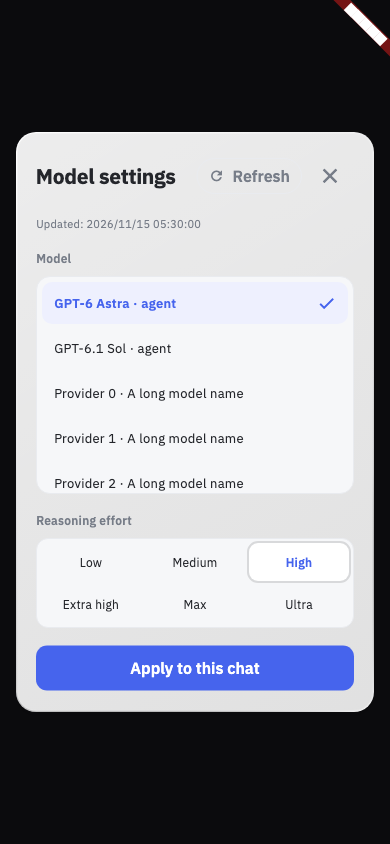 Model settings
Refresh
Updated: 2026/11/15 05:30:00
Model
GPT-6 Astra · agent
GPT-6.1 Sol · agent
Provider 0 · A long model name
Provider 1 · A long model name
Provider 2 · A long model name
Reasoning effort
Low Medium High
Extra high Max Ultra
Apply to this chat